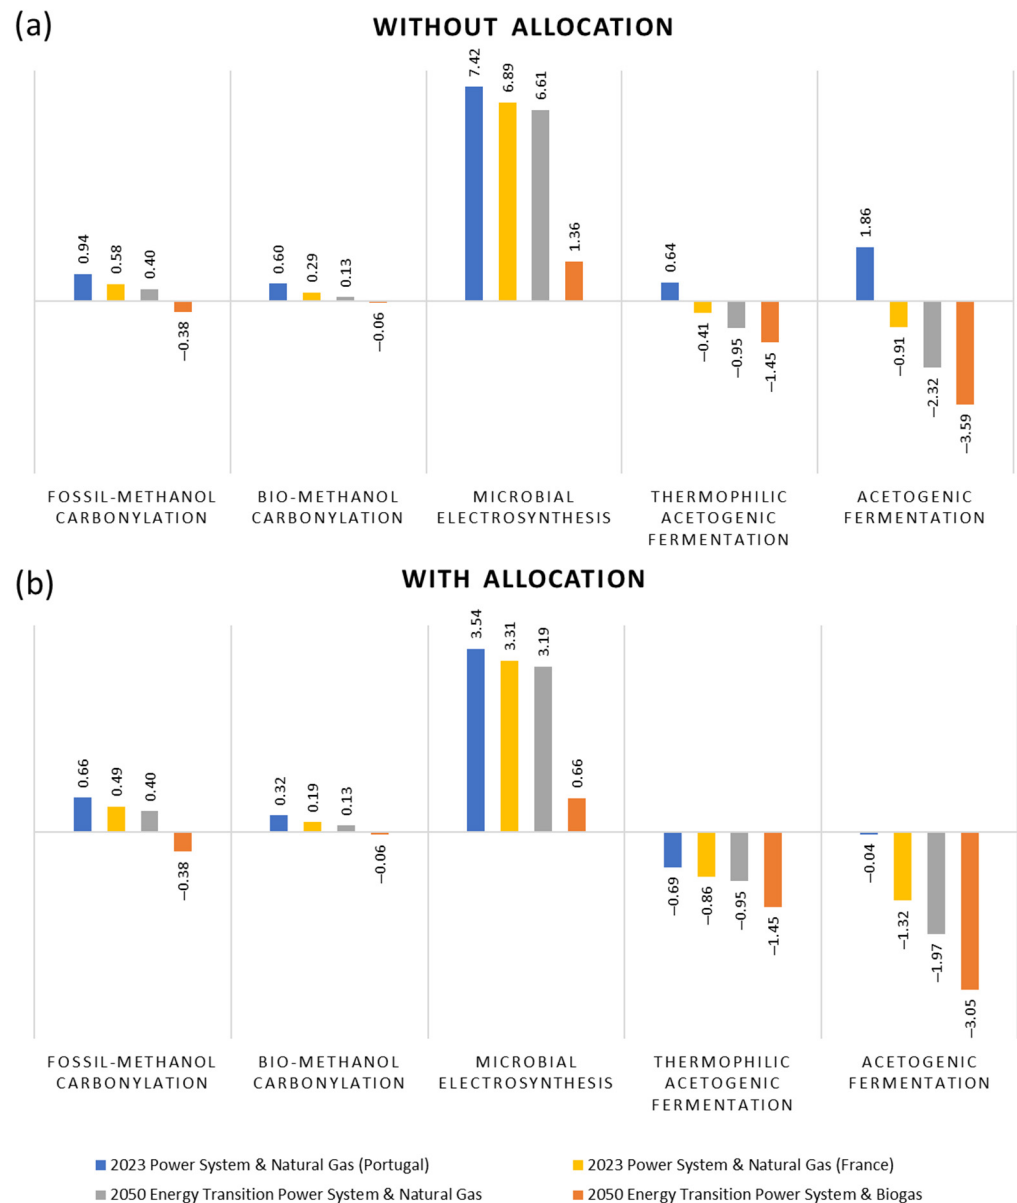 (a)
WITHOUT ALLOCATION
0.94
0.58
0.40
−0.38
0.60
0.29
0.13
−0.06
7.42
6.89
6.61
1.36
0.64
−0.41
−0.95
−1.45
1.86
−0.91
−2.32
−3.59
FOSSIL-METHANOL
CARBONYLATION
BIO-METHANOL
CARBONYLATION
MICROBIAL
ELECTROSYNTHESIS
THERMOPHILIC
ACETOGENIC
FERMENTATION
ACETOGENIC
FERMENTATION
(b)
WITH ALLOCATION
0.66
0.49
0.40
−0.38
0.32
0.19
0.13
−0.06
3.54
3.31
3.19
0.66
−0.69
−0.86
−0.95
−1.45
−0.04
−1.32
−1.97
−3.05
FOSSIL-METHANOL
CARBONYLATION
BIO-METHANOL
CARBONYLATION
MICROBIAL
ELECTROSYNTHESIS
THERMOPHILIC
ACETOGENIC
FERMENTATION
ACETOGENIC
FERMENTATION
2023 Power System & Natural Gas (Portugal)
2023 Power System & Natural Gas (France)
2050 Energy Transition Power System & Natural Gas
2050 Energy Transition Power System & Biogas